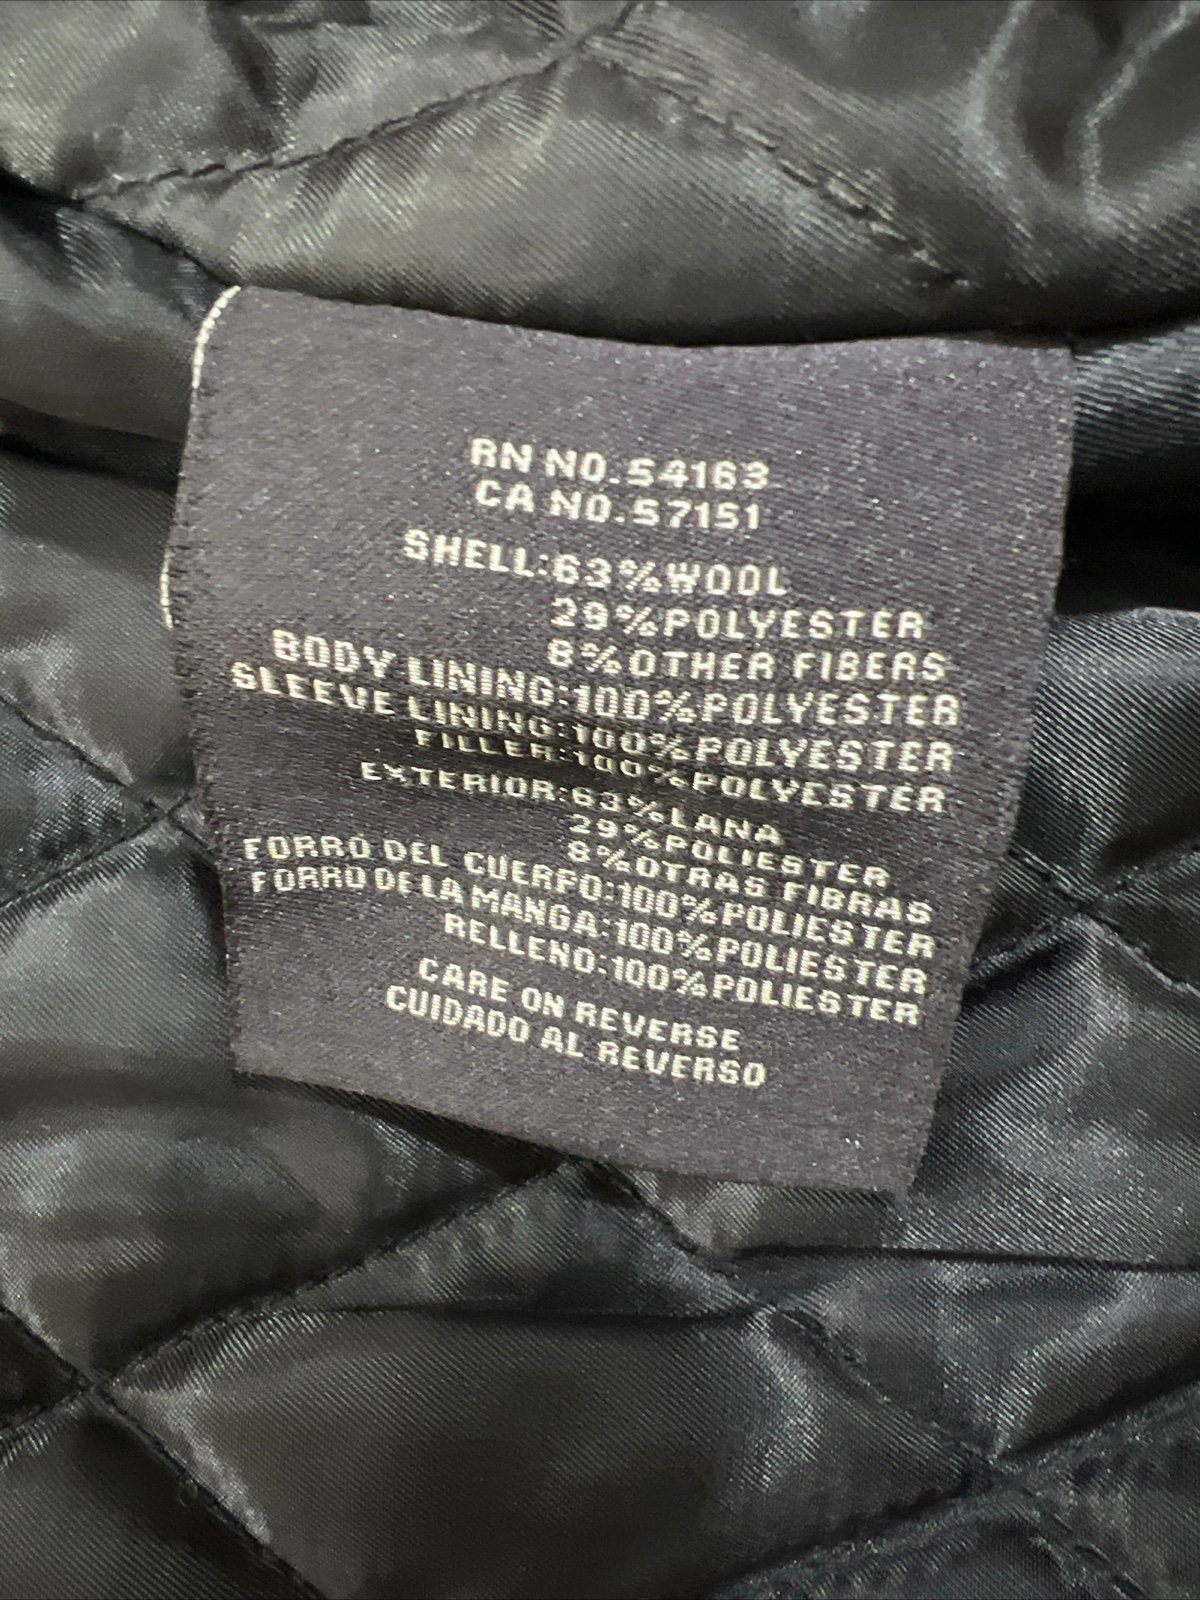 RN NO.54163
CA NO.57151
SHELL:63%WOOL
29%POLYESTER
8%OTHER FIBERS
BODY LINING:100%POLYESTER
SLEEVE LINING:100%POLYESTER
FILLER:100%POLYESTER
EXTERIOR:63%LANA
29%POLIESTER
8%OTRAS FIBRAS
FORRO DEL CUERPO:100%POLIESTER
FORRO DE LA MANGA:100%POLIESTER
RELLENO:100%POLIESTER
CARE ON REVERSE
CUIDADO AL REVERSO